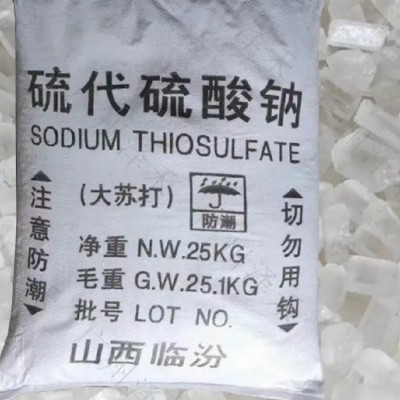 硫代硫酸钠
SODIUM THIOSULFATE
(大苏打)
防潮
注意防潮
切勿用钩
净重 N.W.25KG
毛重 G.W.25.1KG
批号 LOT NO.
山西临汾